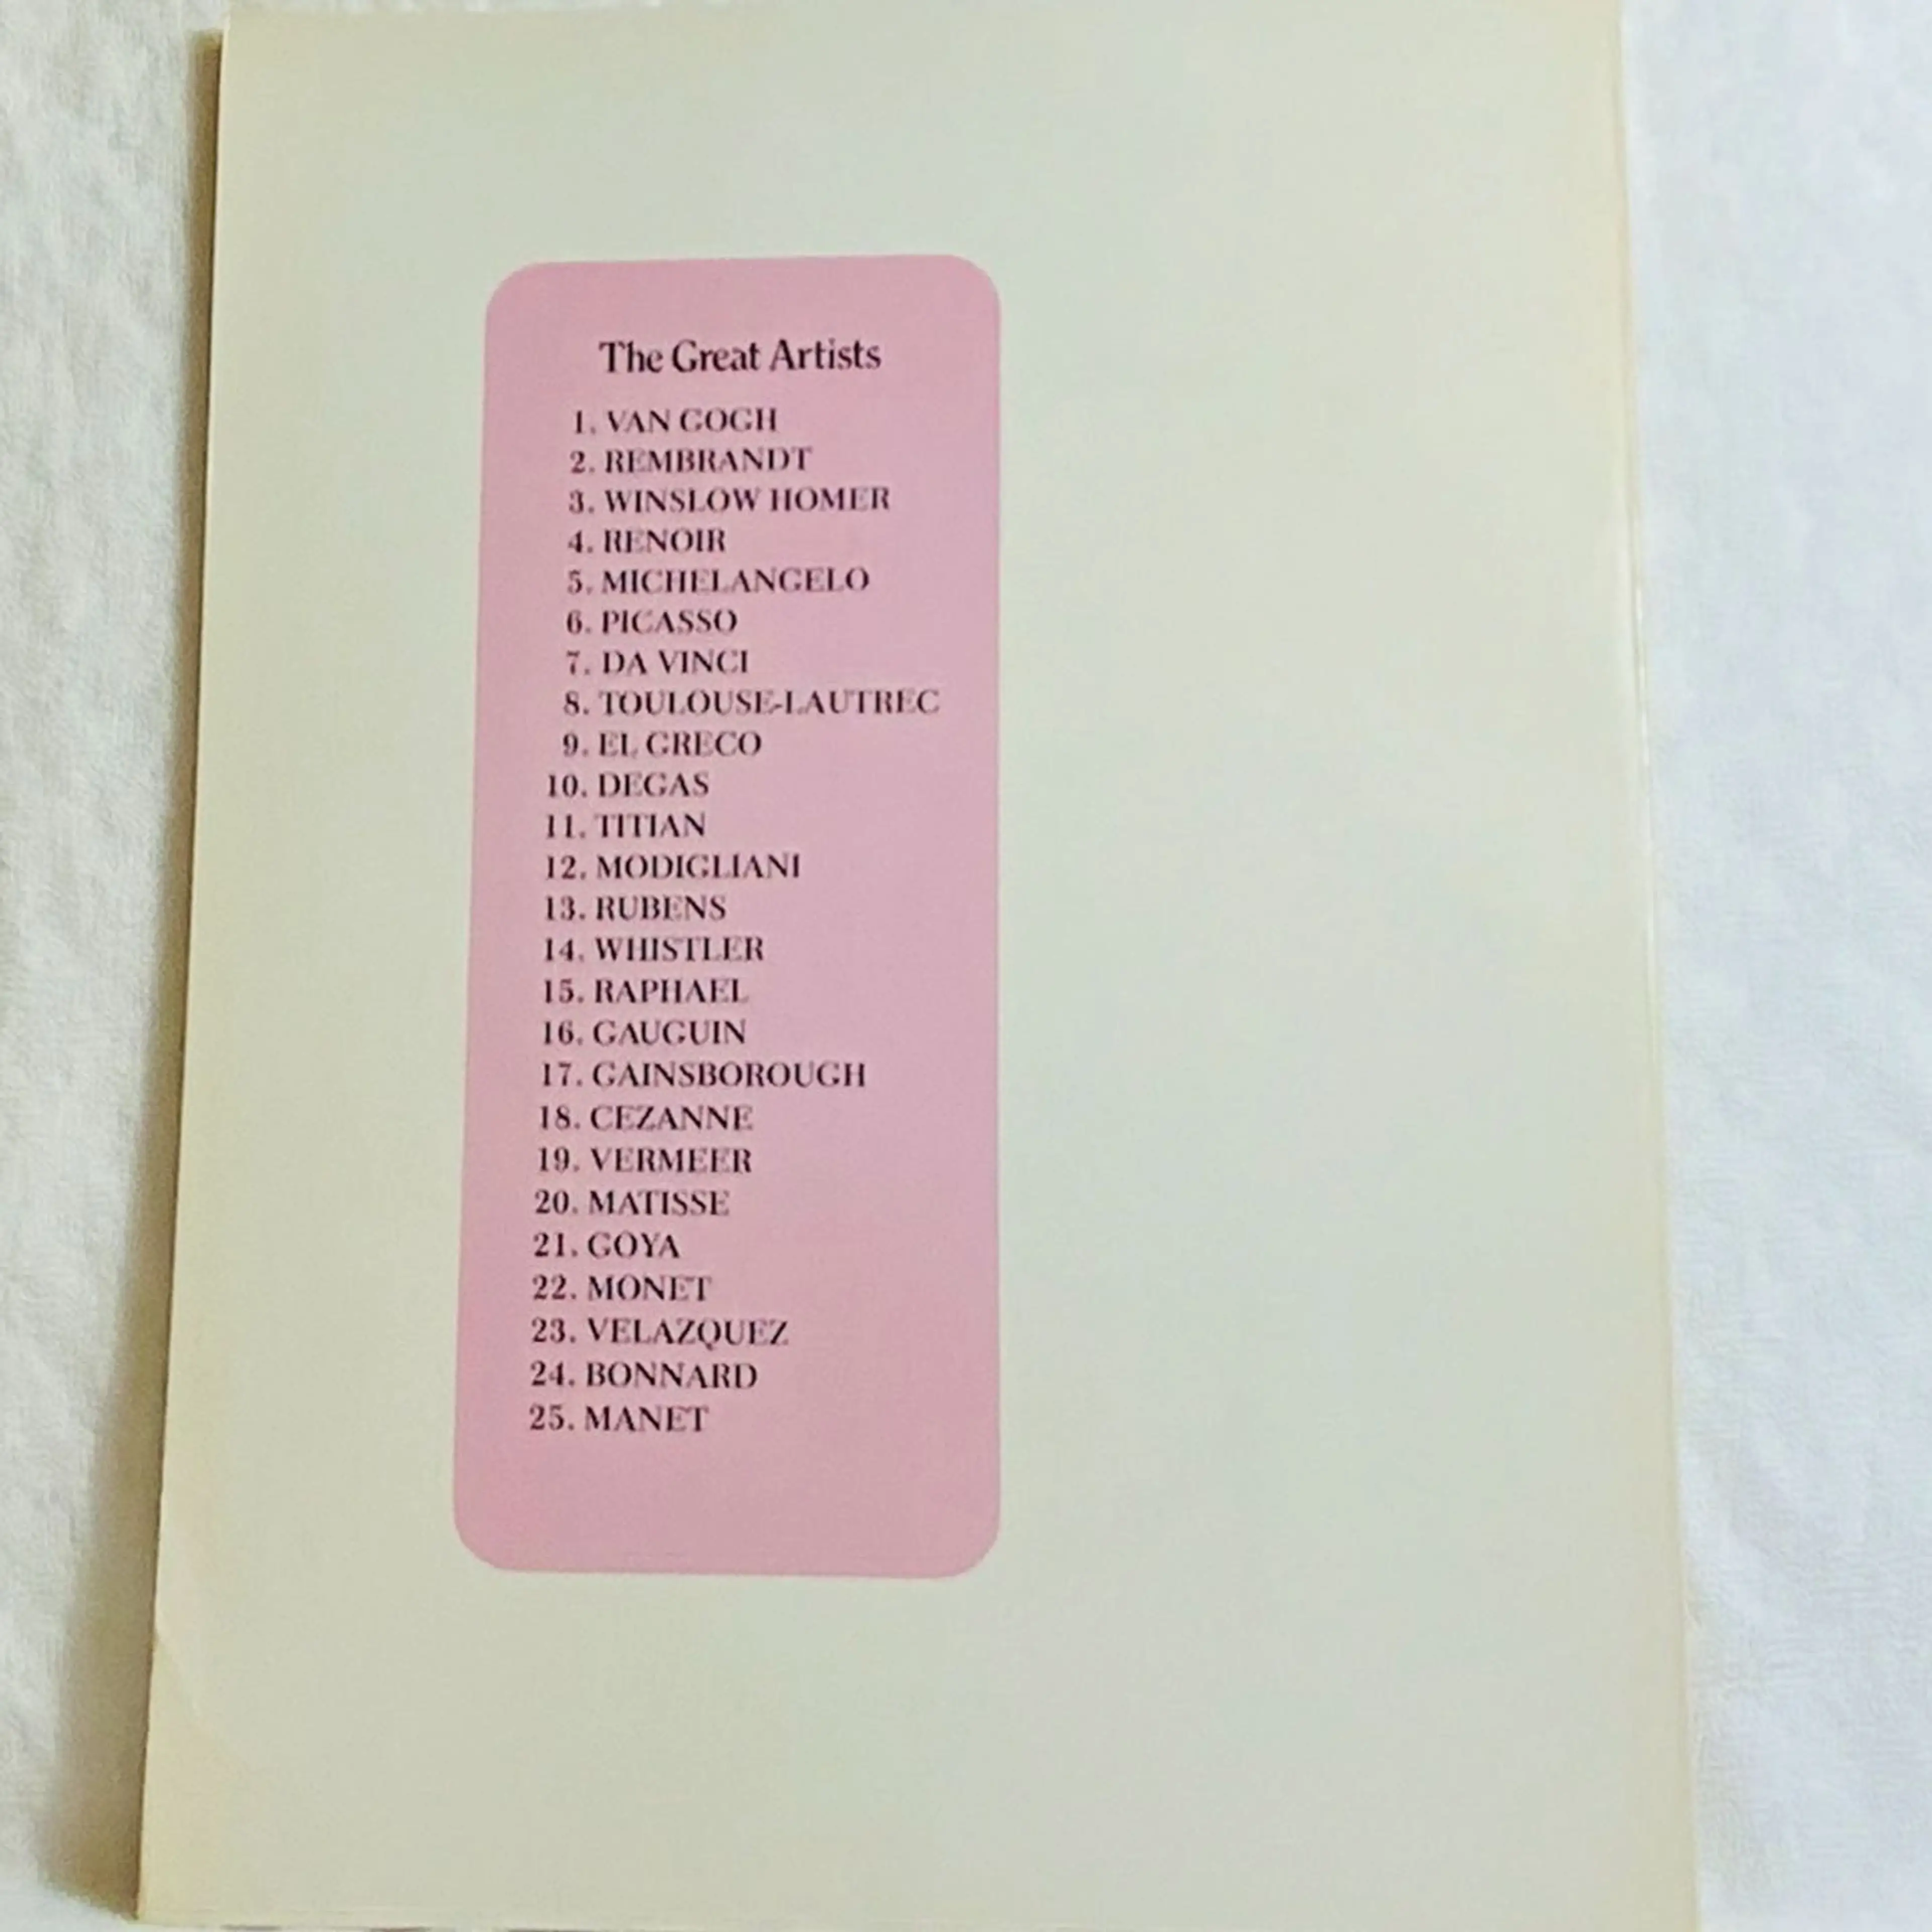 The Great Artists
1. VAN GOGH
2. REMBRANDT
3. WINSLOW HOMER
4. RENOIR
5. MICHELANGELO
6. PICASSO
7. DA VINCI
8. TOULOUSE-LAUTREC
9. EL GRECO
10. DEGAS
11. TITIAN
12. MODIGLIANI
13. RUBENS
14. WHISTLER
15. RAPHAEL
16. GAUGUIN
17. GAINSBOROUGH
18. CEZANNE
19. VERMEER
20. MATISSE
21. GOYA
22. MONET
23. VELAZQUEZ
24. BONNARD
25. MANET